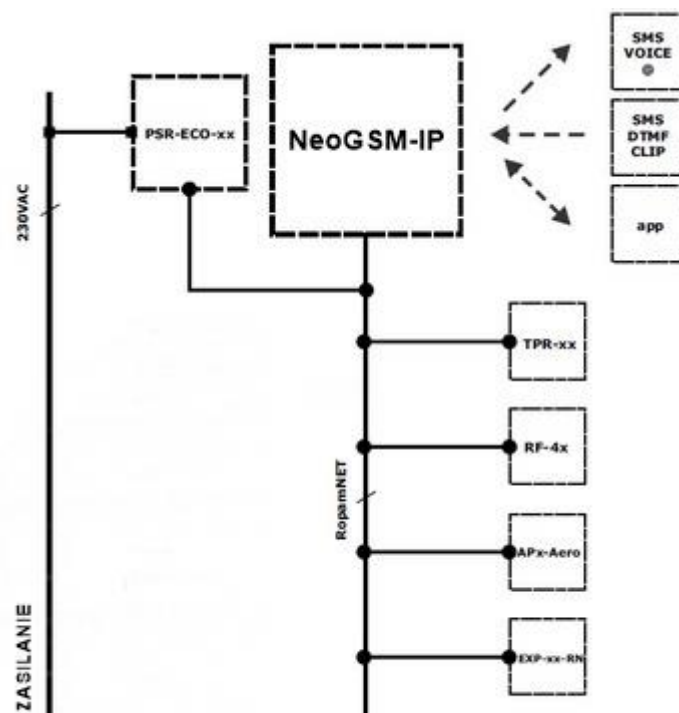 SMS
VOICE
PSR-ECO-xx
NeoGSM-IP
SMS
DTMF
CLIP
230VAC
app
TPR-xx
RF-4x
RopamNET
APx-Aero
EXP-xx-RN
ZASILANIE